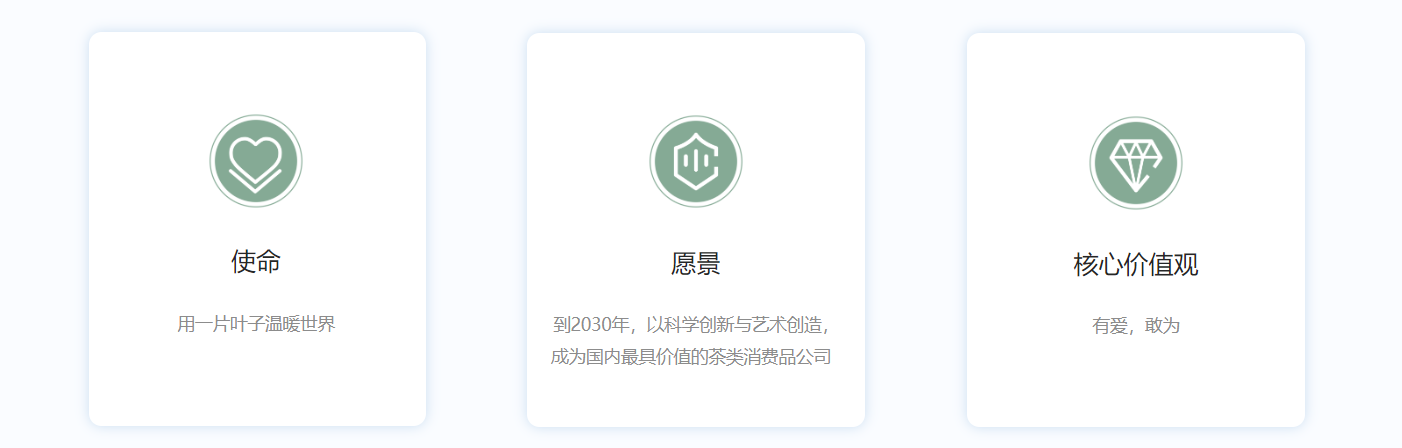 使命
用一片叶子温暖世界
愿景
到2030年，以科学创新与艺术创造，
成为国内最具价值的茶类消费品公司
核心价值观
有爱，敢为